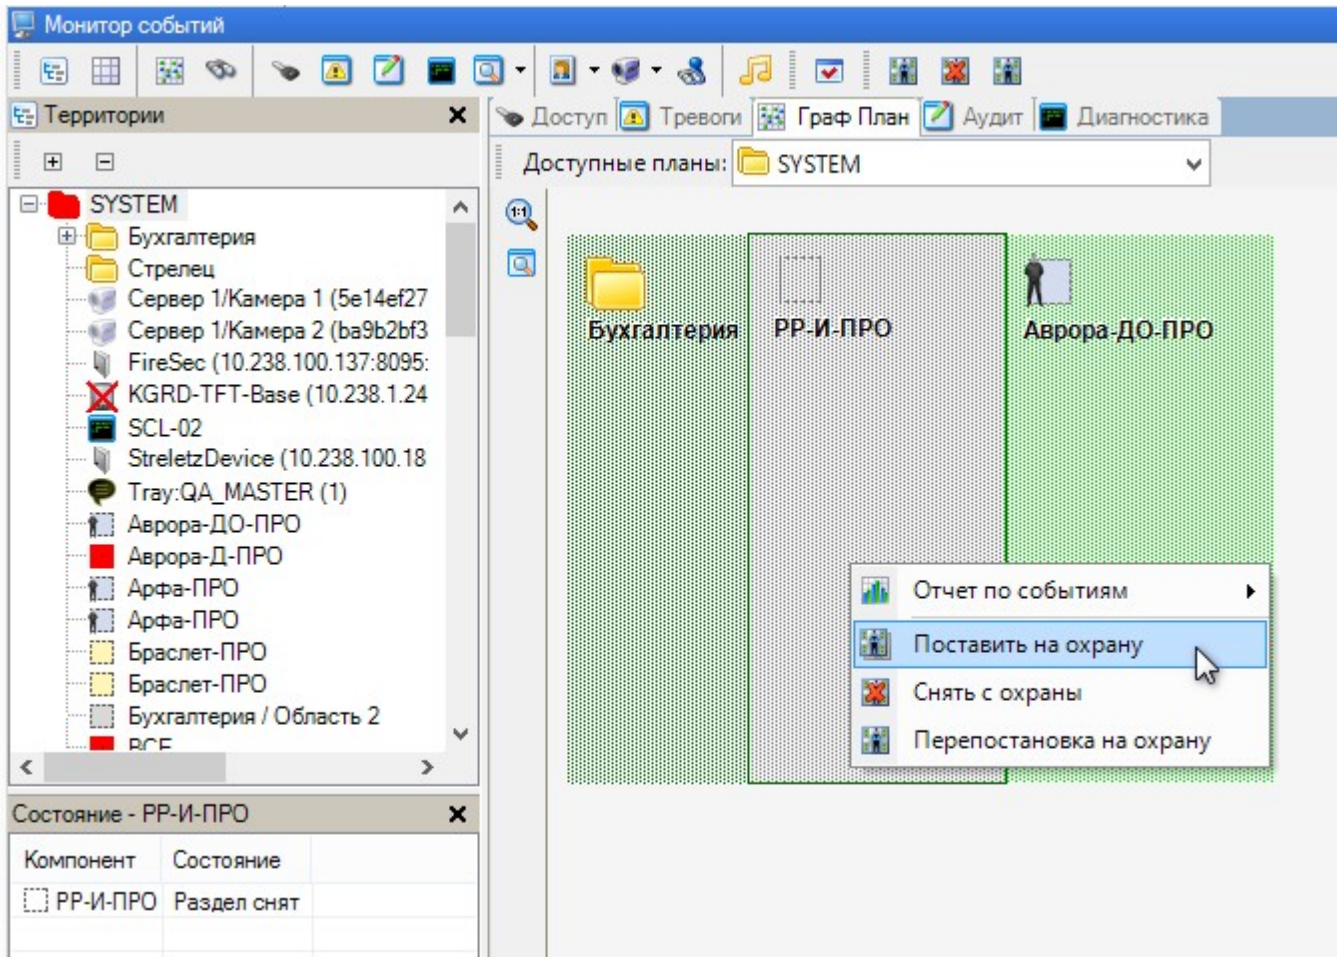 Монитор событий
Территории
Доступ Тревоги Граф План Аудит Диагностика
Доступные планы: SYSTEM
SYSTEM
Бухгалтерия
Стрелец
Сервер 1/Камера 1 (5e14ef27
Сервер 1/Камера 2 (ba9b2bf3
FireSec (10.238.100.137:8095:
KGRD-TFT-Base (10.238.1.24
SCL-02
StreletzDevice (10.238.100.18
Tray:QA_MASTER (1)
Аврора-ДО-ПРО
Аврора-Д-ПРО
Арфа-ПРО
Арфа-ПРО
Браслет-ПРО
Браслет-ПРО
Бухгалтерия / Область 2
ВСЕ
1:1
Бухгалтерия
РР-И-ПРО
Аврора-ДО-ПРО
Отчет по событиям
Поставить на охрану
Снять с охраны
Перепостановка на охрану
Состояние - РР-И-ПРО
Компонент Состояние
РР-И-ПРО Раздел снят